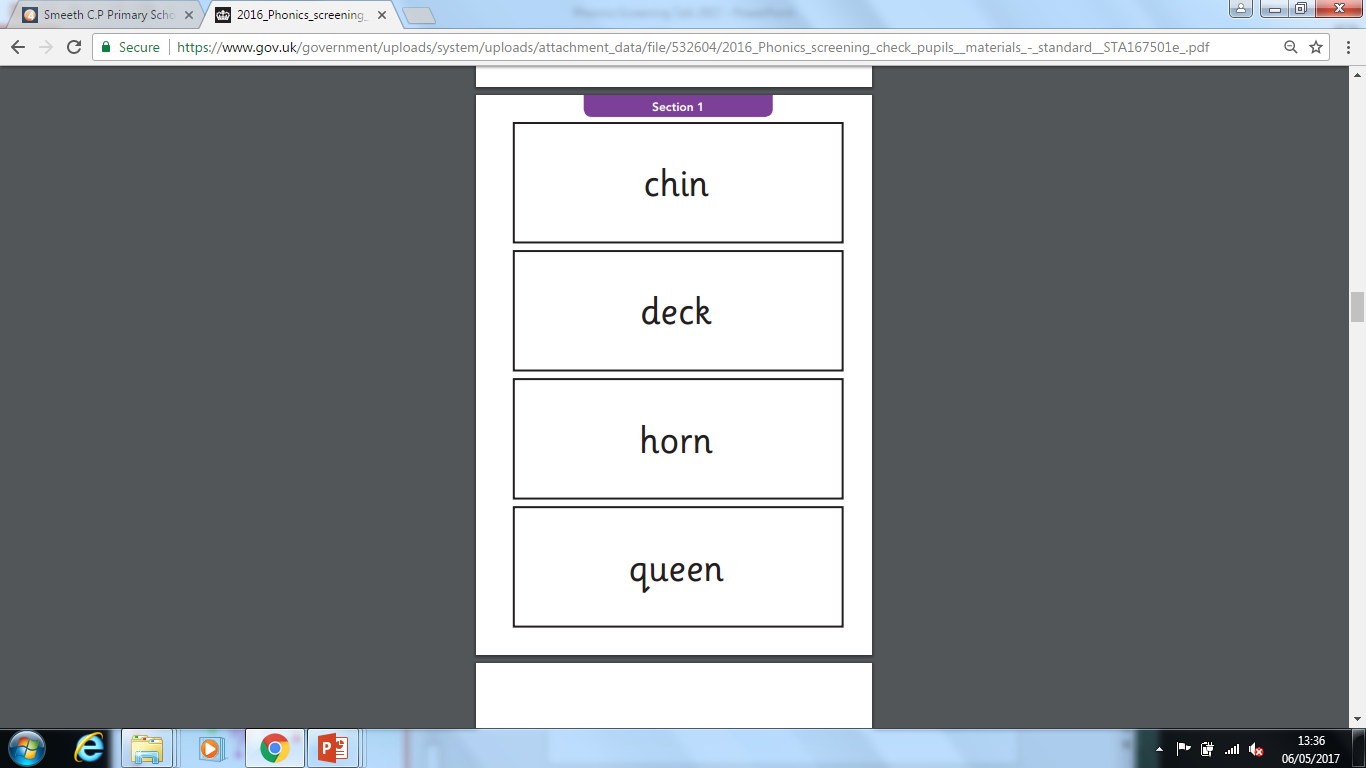 Smeeth C.P Primary Scho
2016_Phonics_screening_
Secure
https://www.gov.uk/government/uploads/system/uploads/attachment_data/file/532604/2016_Phonics_screening_check_pupils__materials_-_standard__STA167501e_.pdf
Section 1
chin
deck
horn
queen
13:36
06/05/2017